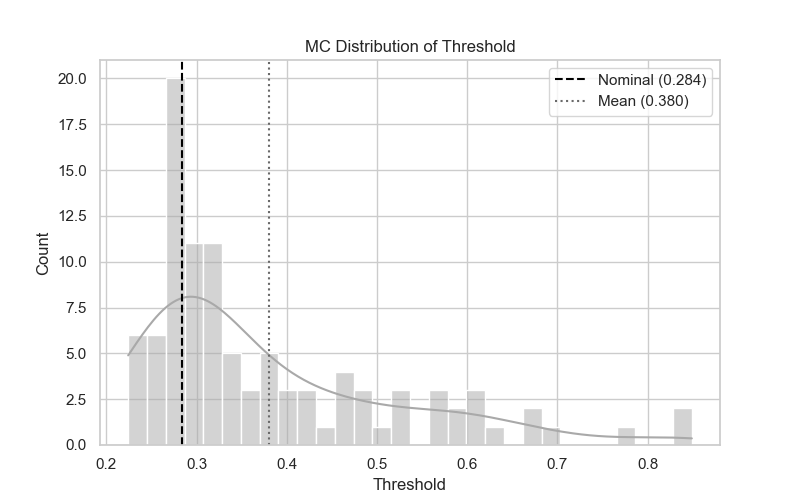 MC Distribution of Threshold
Nominal (0.284)
Mean (0.380)
Count
20.0
17.5
15.0
12.5
10.0
7.5
5.0
2.5
0.0
0.2 0.3 0.4 0.5 0.6 0.7 0.8
Threshold